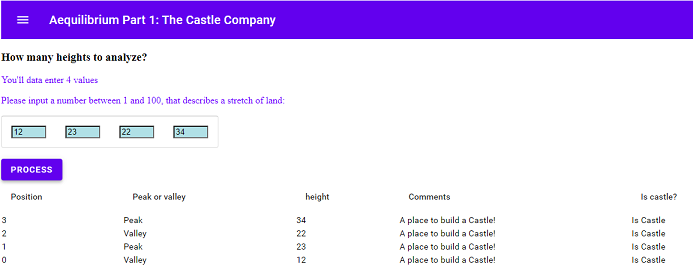 Aequilibrium Part 1: The Castle Company
How many heights to analyze?
You'll data enter 4 values
Please input a number between 1 and 100, that describes a stretch of land:
12 23 22 34
PROCESS
Position Peak or valley height Comments Is castle?
3 Peak 34 A place to build a Castle! Is Castle
2 Valley 22 A place to build a Castle! Is Castle
1 Peak 23 A place to build a Castle! Is Castle
0 Valley 12 A place to build a Castle! Is Castle